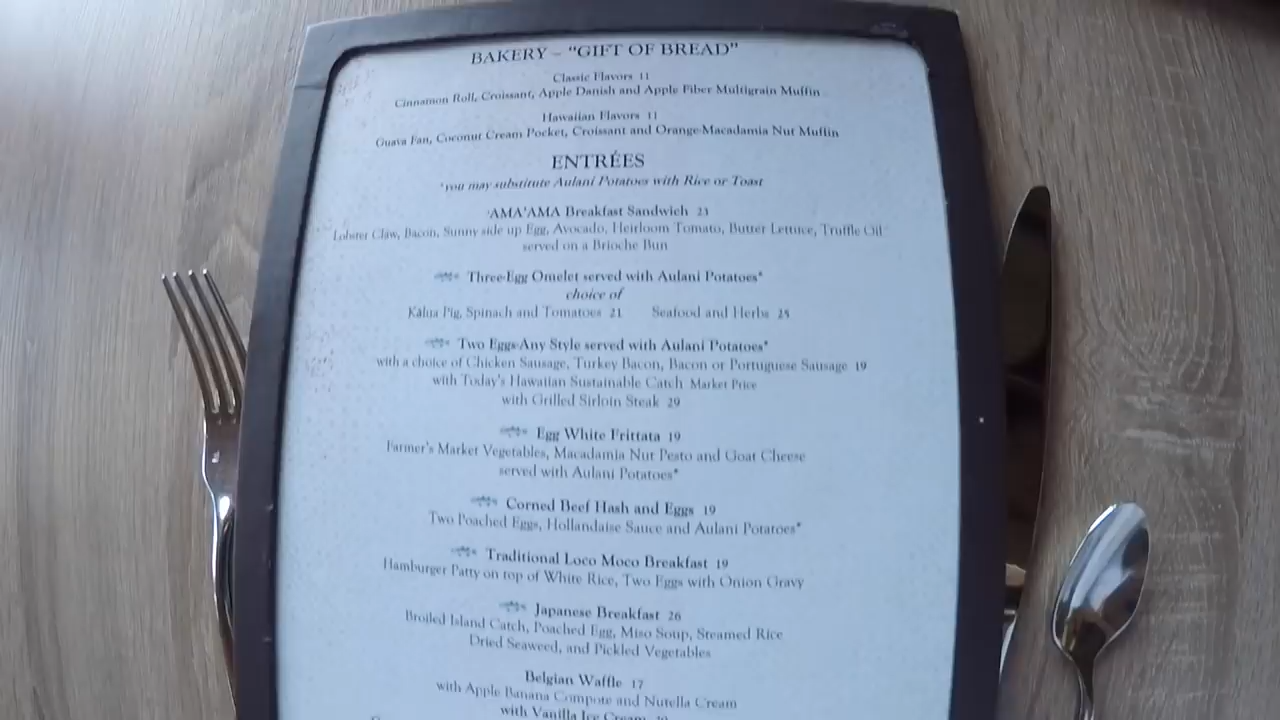 BAKERY – "GIFT OF BREAD"
Classic Flavors 11
Cinnamon Roll, Croissant, Apple Danish and Apple Fiber Multigrain Muffin
Hawaiian Flavors 11
Guava Fan, Coconut Cream Pocket, Croissant and Orange-Macadamia Nut Muffin
ENTRÉES
*you may substitute Aulani Potatoes with Rice or Toast
'AMA'AMA Breakfast Sandwich 23
Lobster Claw, Bacon, Sunny side up Egg, Avocado, Heirloom Tomato, Butter Lettuce, Truffle Oil
served on a Brioche Bun
Three-Egg Omelet served with Aulani Potatoes*
choice of
Kālua Pig, Spinach and Tomatoes 21 Seafood and Herbs 25
Two Eggs-Any Style served with Aulani Potatoes*
with a choice of Chicken Sausage, Turkey Bacon, Bacon or Portuguese Sausage 19
with Today's Hawaiian Sustainable Catch Market Price
with Grilled Sirloin Steak 29
Egg White Frittata 19
Farmer's Market Vegetables, Macadamia Nut Pesto and Goat Cheese
served with Aulani Potatoes*
Corned Beef Hash and Eggs 19
Two Poached Eggs, Hollandaise Sauce and Aulani Potatoes*
Traditional Loco Moco Breakfast 19
Hamburger Patty on top of White Rice, Two Eggs with Onion Gravy
Japanese Breakfast 26
Broiled Island Catch, Poached Egg, Miso Soup, Steamed Rice
Dried Seaweed, and Pickled Vegetables
Belgian Waffle 17
with Apple Banana Compote and Nutella Cream
with Vanilla Ice Cream